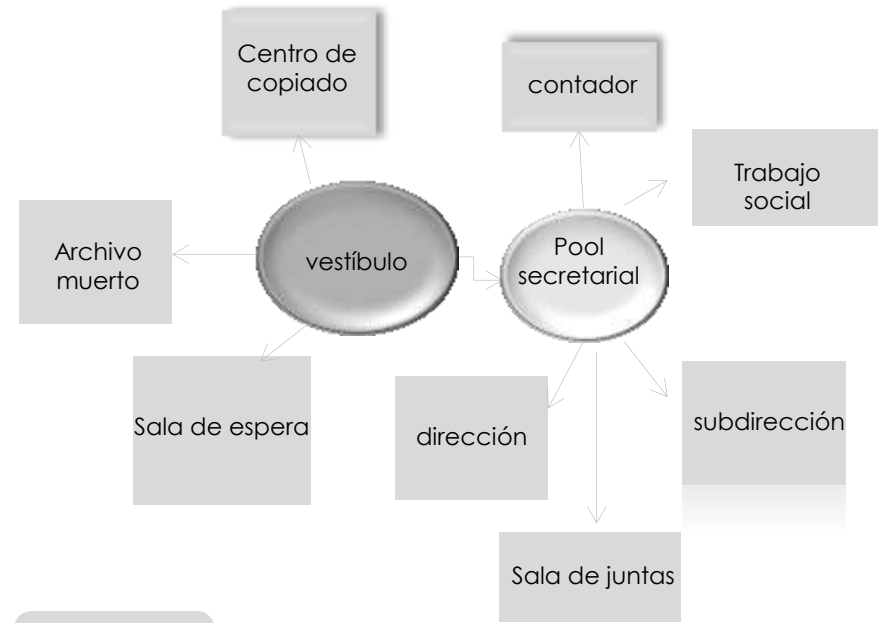 Centro de
copiado
contador
Trabajo
social
Archivo
muerto
vestíbulo
Pool
secretarial
Sala de espera
dirección
subdirección
Sala de juntas